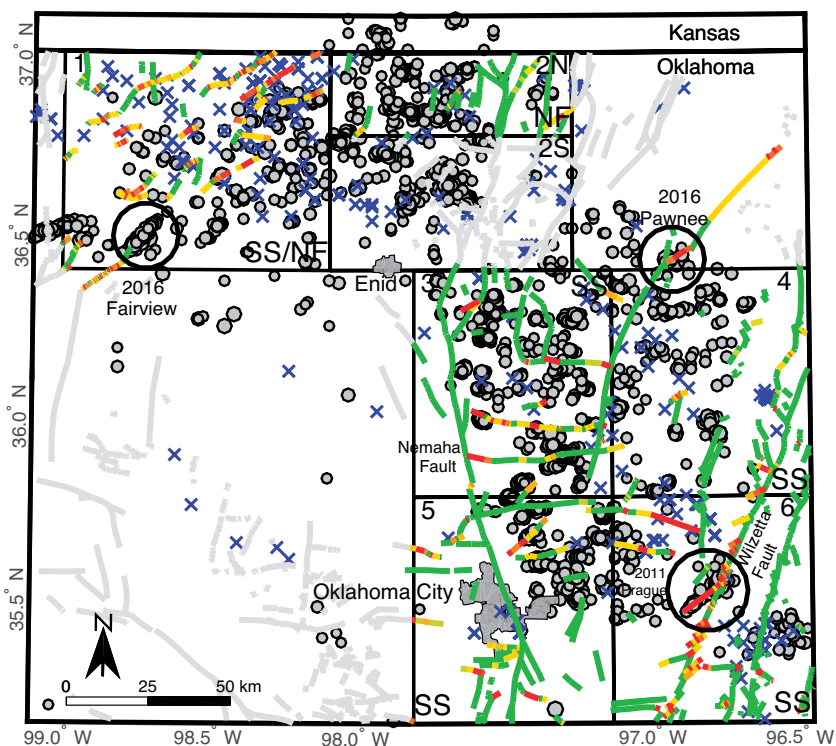 Kansas
Oklahoma
37.0° N
36.5° N
36.0° N
35.5° N
1
2N
NF
2S
SS/NF
2016
Fairview
Enid
2016
Pawnee
3
SS
4
Nemaha
Fault
SS
5
6
Wilzetta
Fault
2011
Prague
Oklahoma City
N
0 25 50 km
SS
SS
99.0° W
98.5° W
98.0° W
97.0° W
96.5° W